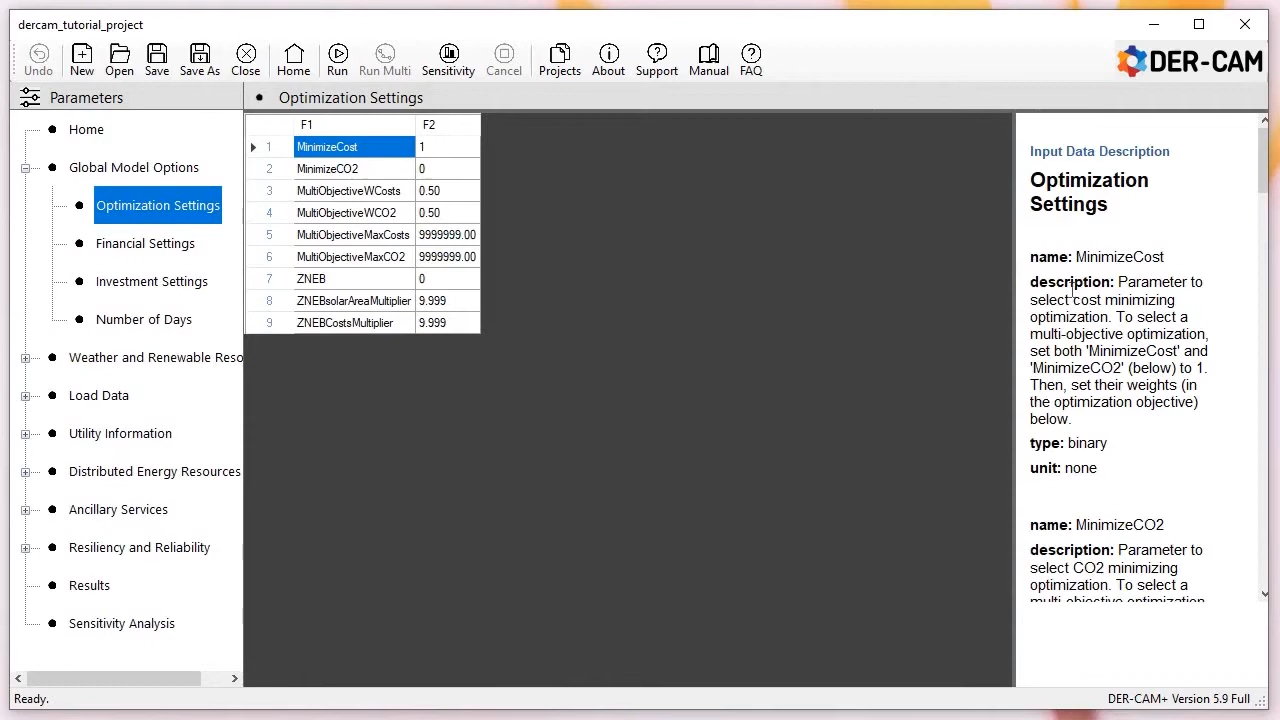 dercam_tutorial_project
Undo New Open Save Save As Close Home Run Run Multi Sensitivity Cancel Projects About Support Manual FAQ
DER-CAM
Parameters
Optimization Settings
Home
Global Model Options
Optimization Settings
Financial Settings
Investment Settings
Number of Days
Weather and Renewable Reso
Load Data
Utility Information
Distributed Energy Resources
Ancillary Services
Resiliency and Reliability
Results
Sensitivity Analysis
F1 F2
1 MinimizeCost 1
2 MinimizeCO2 0
3 MultiObjectiveWCosts 0.50
4 MultiObjectiveWCO2 0.50
5 MultiObjectiveMaxCosts 9999999.00
6 MultiObjectiveMaxCO2 9999999.00
7 ZNEB 0
8 ZNEBsolarAreaMultiplier 9.999
9 ZNEBCostsMultiplier 9.999
Input Data Description
Optimization
Settings
name: MinimizeCost
description: Parameter to
select cost minimizing
optimization. To select a
multi-objective optimization,
set both 'MinimizeCost' and
'MinimizeCO2' (below) to 1.
Then, set their weights (in
the optimization objective)
below.
type: binary
unit: none
name: MinimizeCO2
description: Parameter to
select CO2 minimizing
optimization. To select a
multi-objective optimization
Ready.
DER-CAM+ Version 5.9 Full